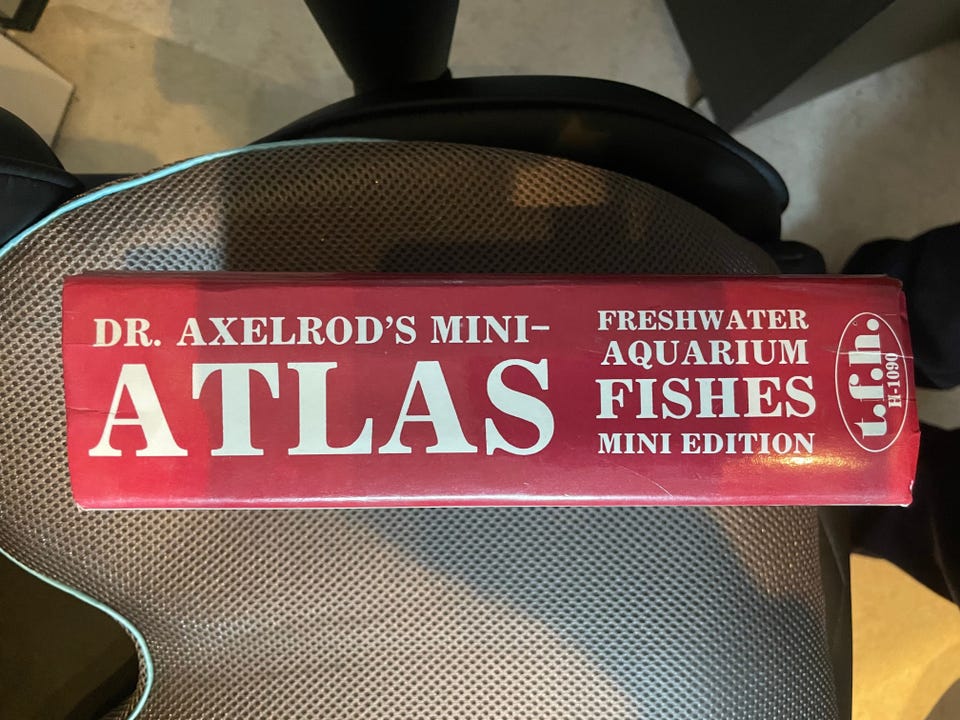 DR. AXELROD'S MINI–
ATLAS
FRESHWATER
AQUARIUM
FISHES
MINI EDITION
t.f.h.
H-1090